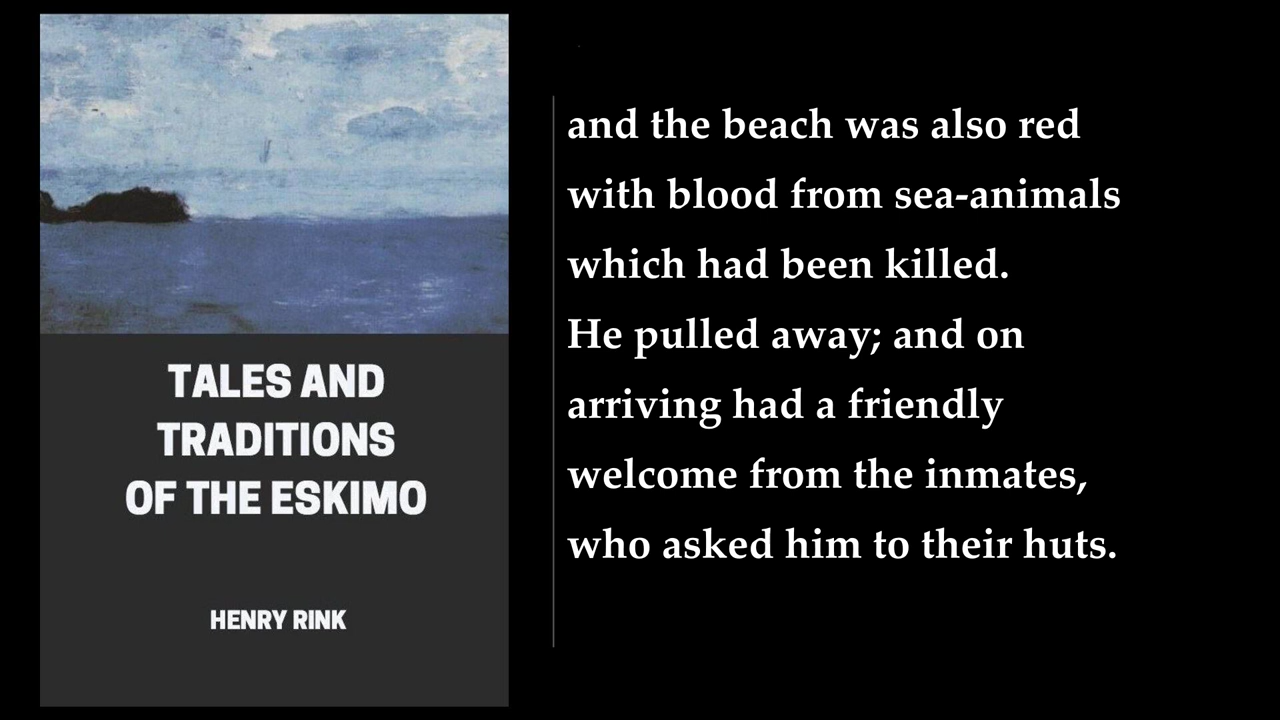 TALES AND
TRADITIONS
OF THE ESKIMO
HENRY RINK
and the beach was also red
with blood from sea-animals
which had been killed.
He pulled away; and on
arriving had a friendly
welcome from the inmates,
who asked him to their huts.